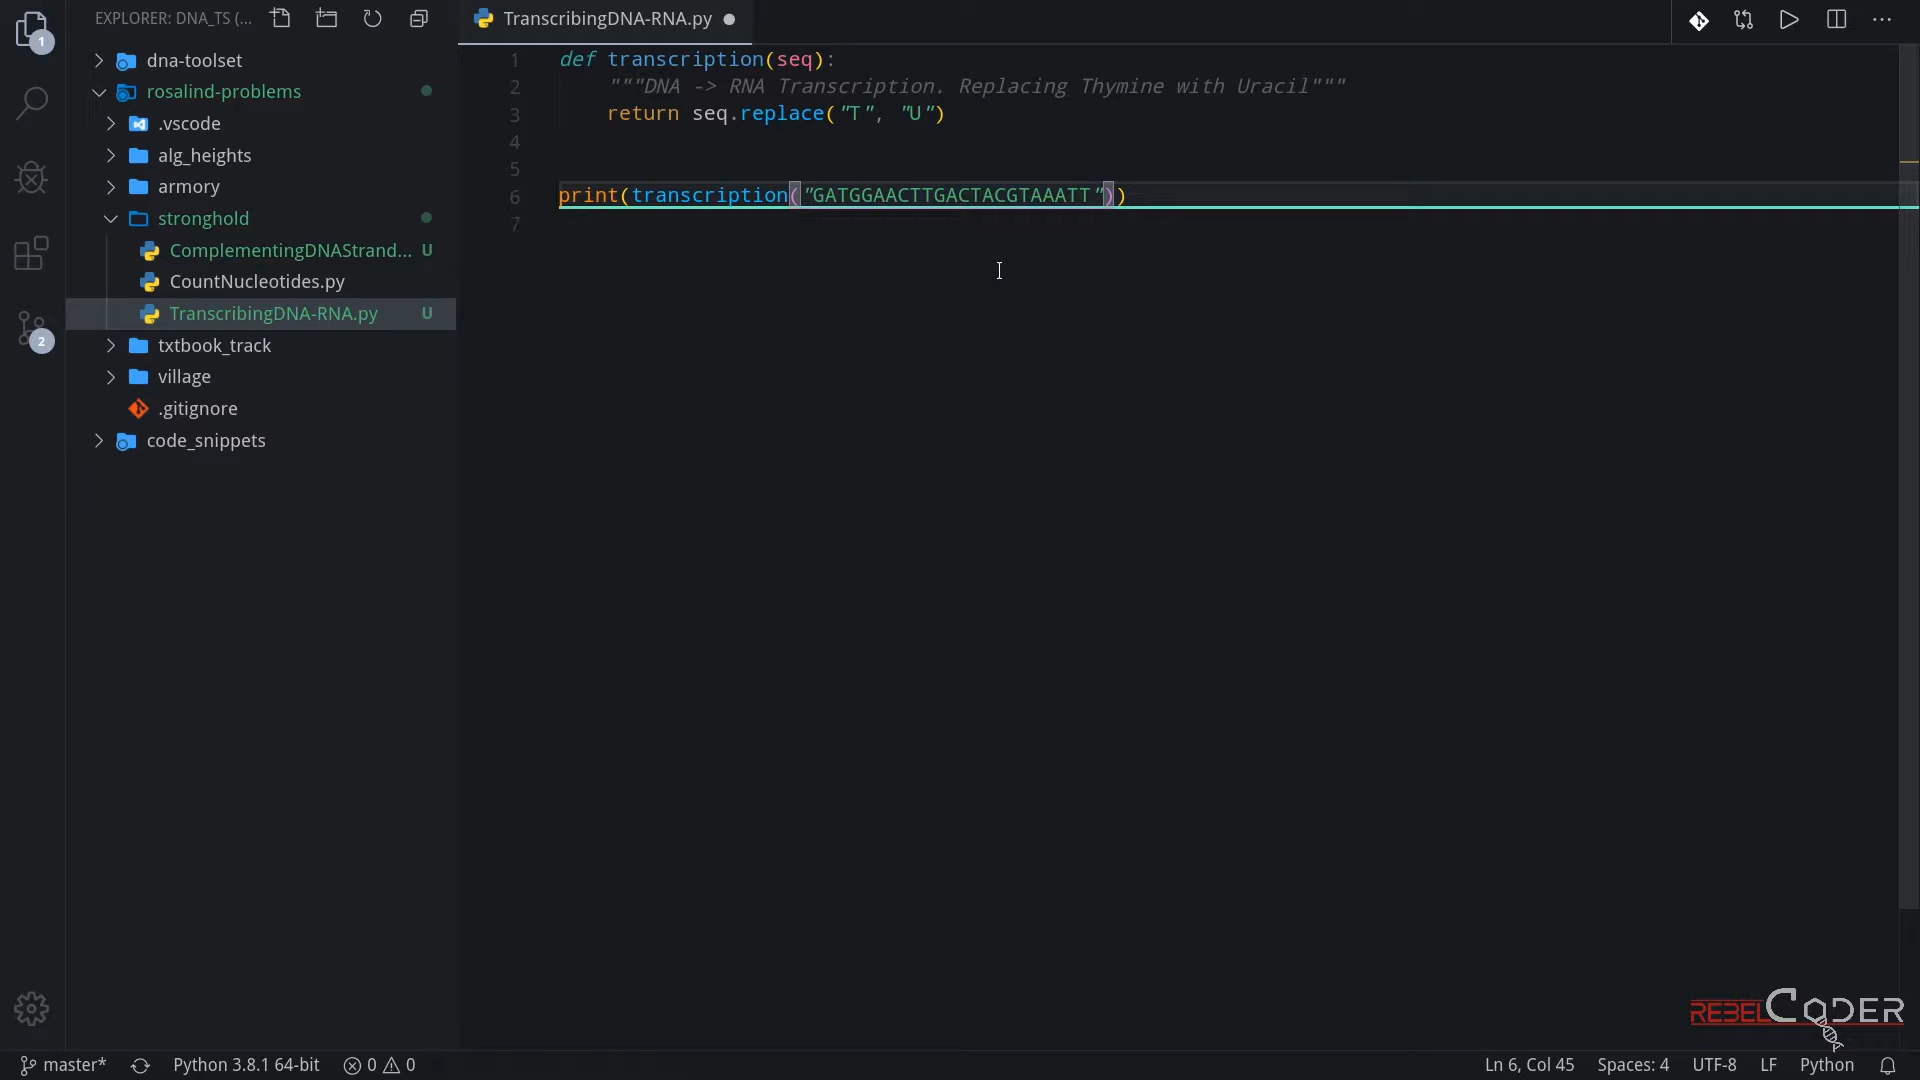 EXPLORER: DNA_TS (...
TranscribingDNA-RNA.py
1
dna-toolset
rosalind-problems
.vscode
alg_heights
armory
stronghold
ComplementingDNAStrand... U
CountNucleotides.py
TranscribingDNA-RNA.py U
txtbook_track
village
.gitignore
code_snippets
2
1 def transcription(seq):
2 """DNA -> RNA Transcription. Replacing Thymine with Uracil"""
3 return seq.replace("T", "U")
4
5
6 print(transcription("GATGGAACTTGACTACGTAAATT"))
7
REBELCODER
master* Python 3.8.1 64-bit 0 0 Ln 6, Col 45 Spaces: 4 UTF-8 LF Python